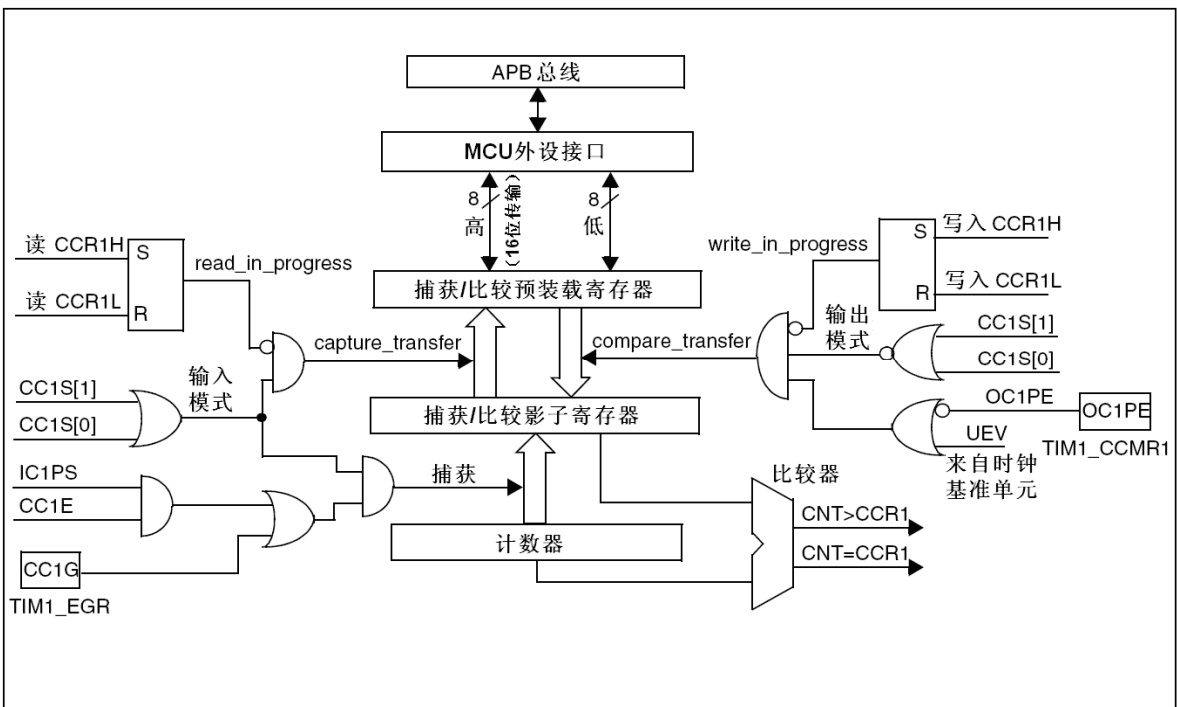 APB 总线
MCU外设接口
8
高
(16位传输)
8
低
读 CCR1H
S
读 CCR1L
R
read_in_progress
write_in_progress
S
写入 CCR1H
R
写入 CCR1L
捕获/比较预装载寄存器
capture_transfer
compare_transfer
输出
模式
CC1S[1]
CC1S[0]
CC1S[1]
CC1S[0]
输入
模式
捕获/比较影子寄存器
OC1PE
OC1PE
UEV
TIM1_CCMR1
来自时钟
基准单元
IC1PS
CC1E
捕获
比较器
CNT>CCR1
CNT=CCR1
计数器
CC1G
TIM1_EGR